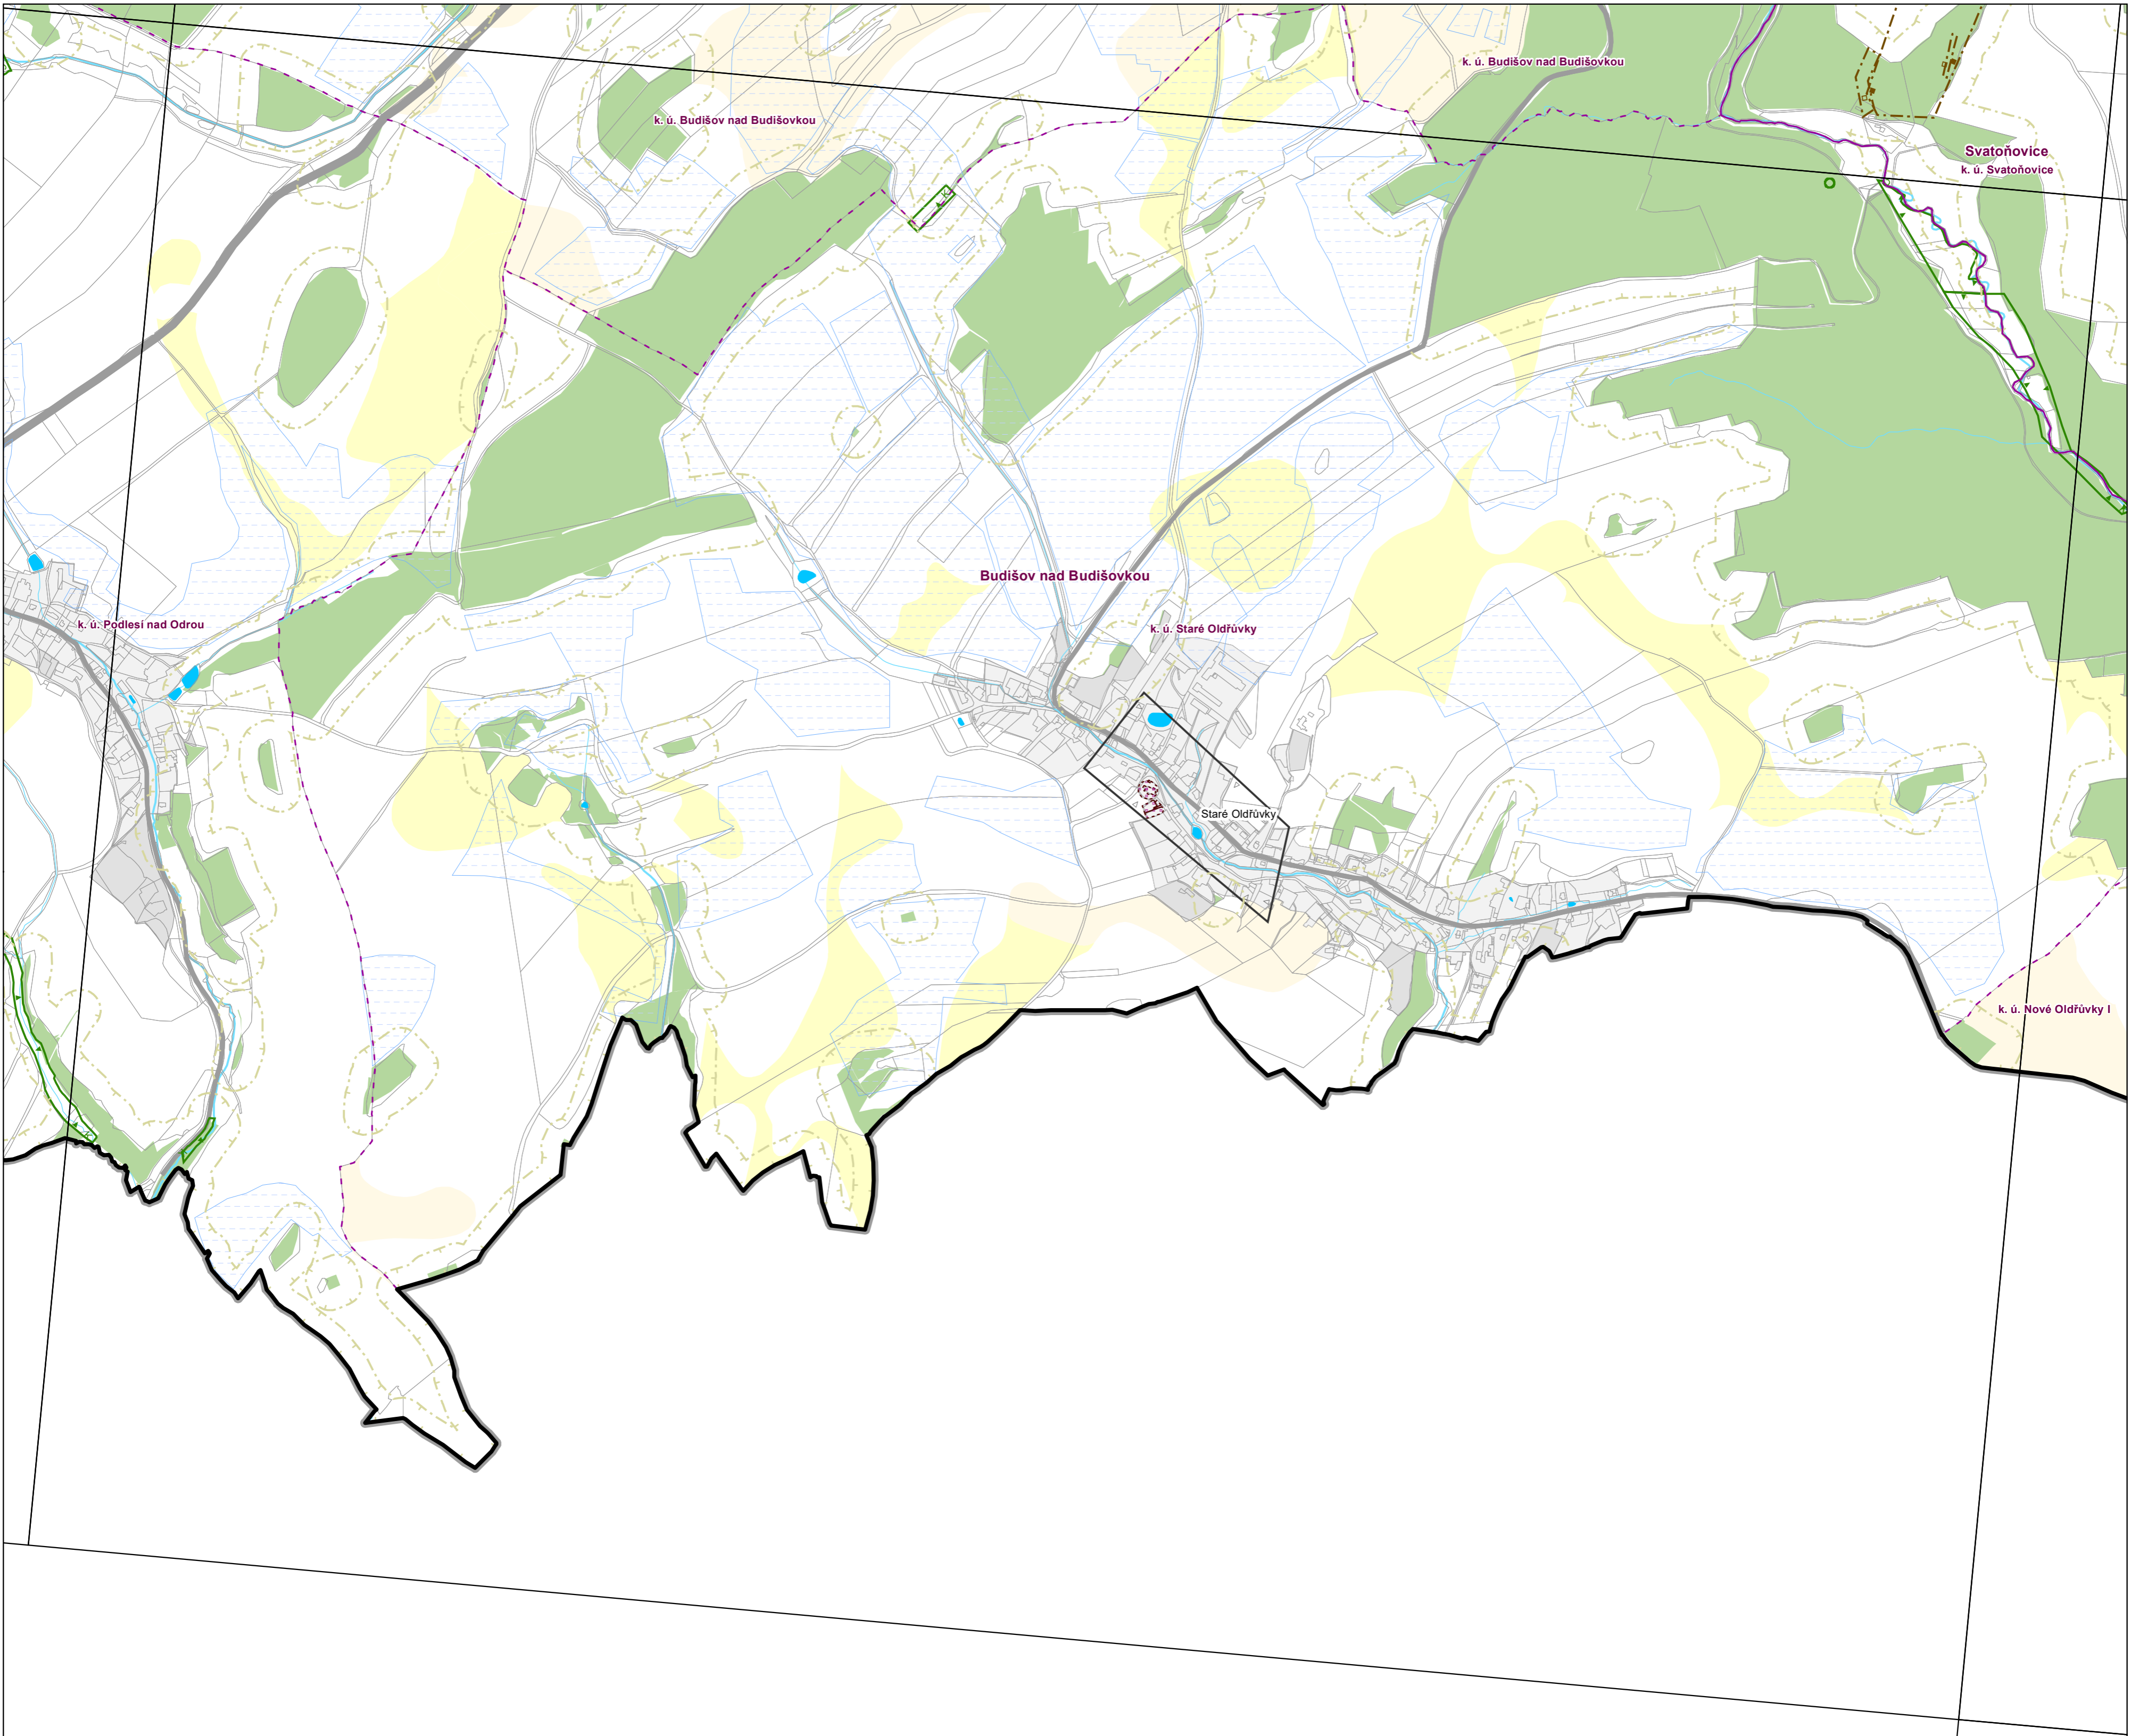 k. ú. Budišov nad Budišovkou
k. ú. Budišov nad Budišovkou
Svatoňovice
k. ú. Svatoňovice
Budišov nad Budišovkou
k. ú. Podlesí nad Odrou
k. ú. Staré Oldřůvky
Staré Oldřůvky
k. ú. Nové Oldřůvky I